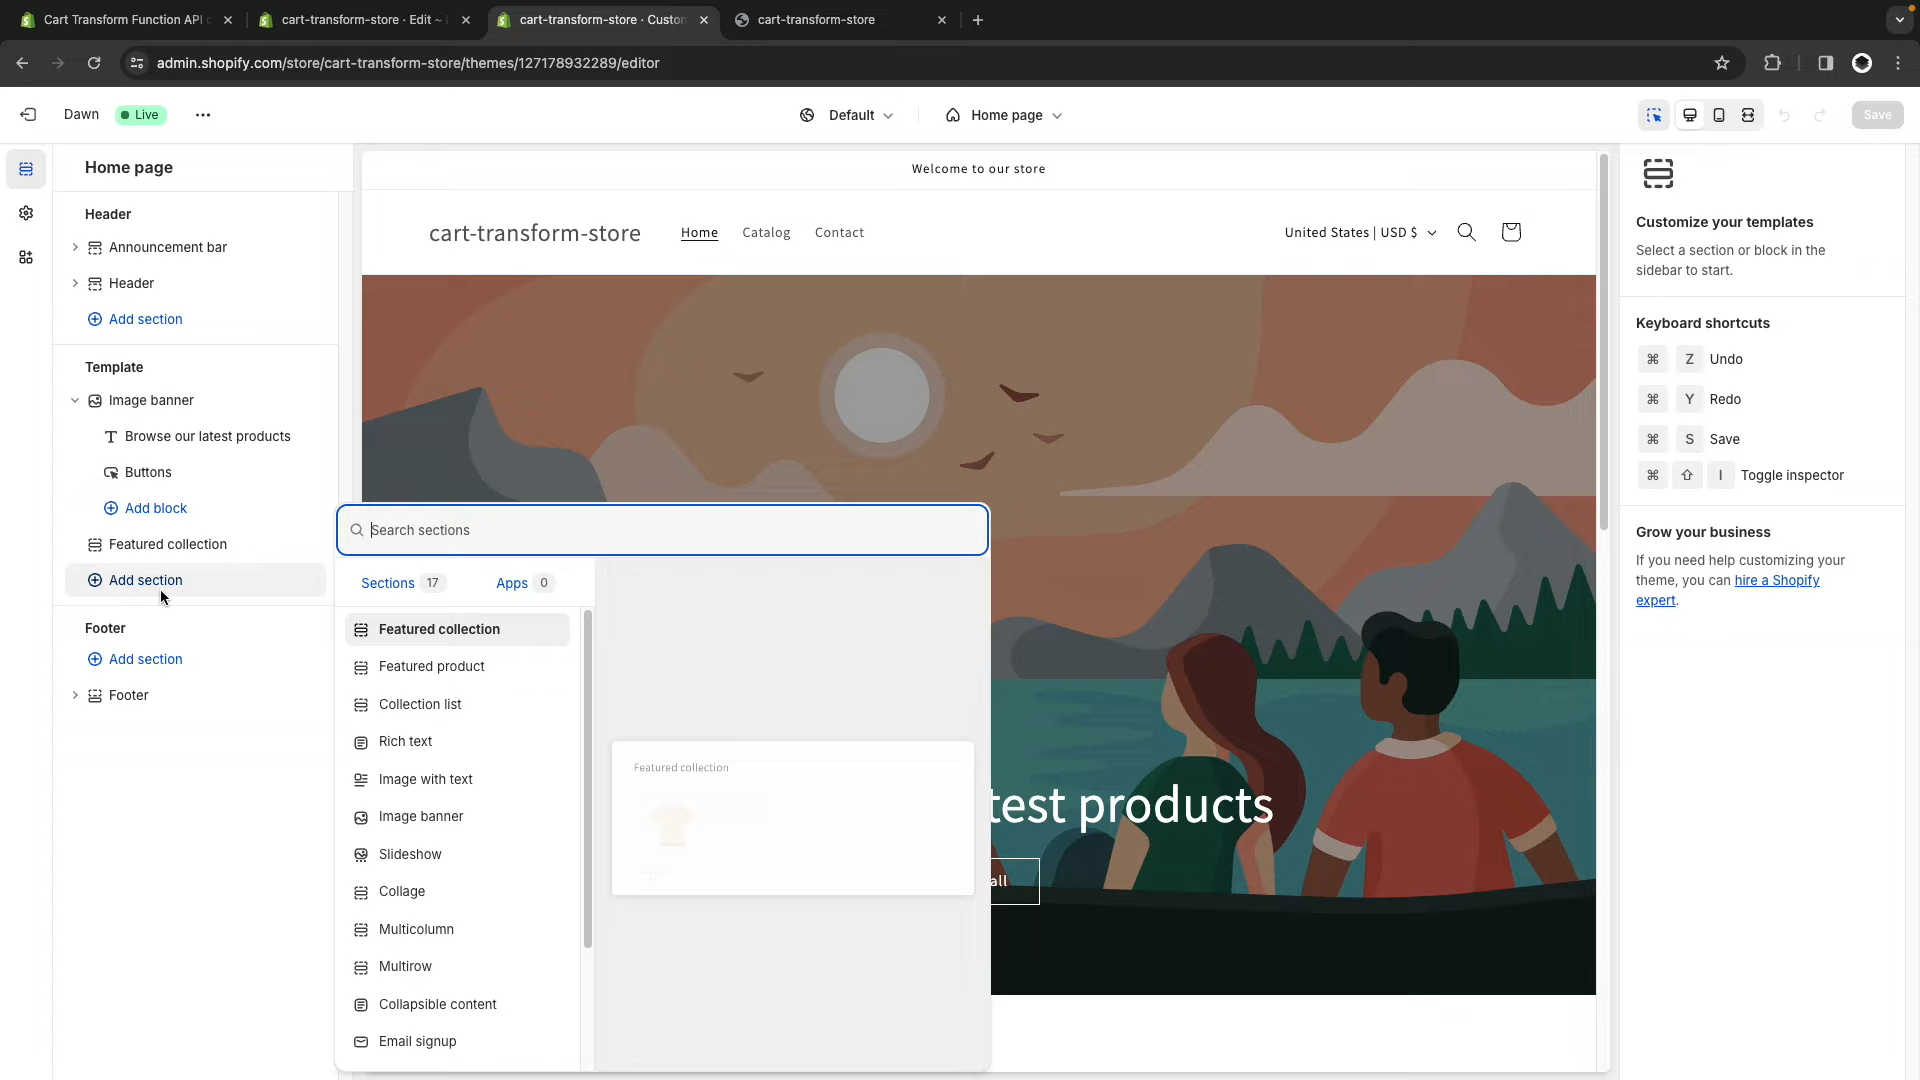 Cart Transform Function API
cart-transform-store · Edit ~
cart-transform-store · Custon
cart-transform-store
admin.shopify.com/store/cart-transform-store/themes/127178932289/editor
Dawn
Live
Default
Home page
Save
Home page
Header
Announcement bar
Header
Add section
Template
Image banner
Browse our latest products
Buttons
Add block
Featured collection
Add section
Footer
Add section
Footer
Welcome to our store
cart-transform-store
Home
Catalog
Contact
United States | USD $
test products
all
Search sections
Sections 17
Apps 0
Featured collection
Featured product
Collection list
Rich text
Image with text
Image banner
Slideshow
Collage
Multicolumn
Multirow
Collapsible content
Email signup
Featured collection
Customize your templates
Select a section or block in the
sidebar to start.
Keyboard shortcuts
⌘ Z Undo
⌘ Y Redo
⌘ S Save
⌘ ⇧ I Toggle inspector
Grow your business
If you need help customizing your
theme, you can hire a Shopify
expert.